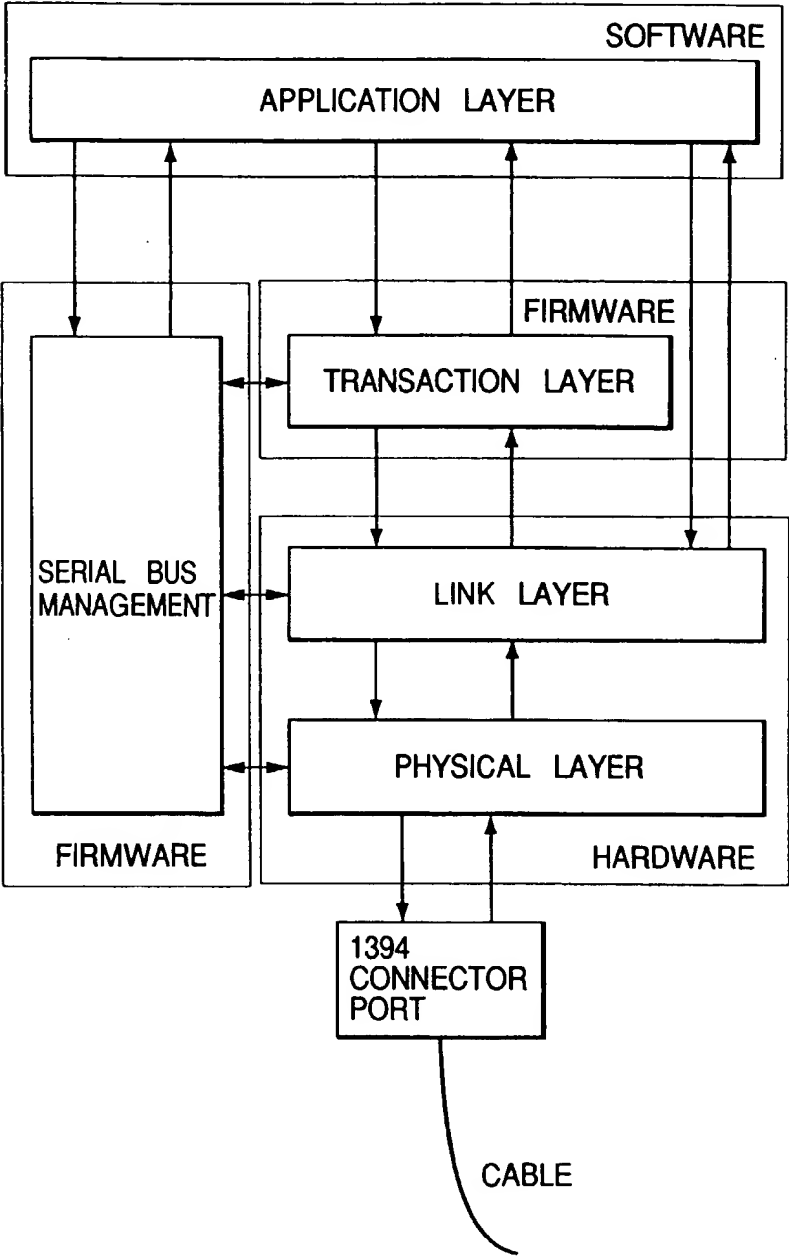 SOFTWARE
APPLICATION LAYER
FIRMWARE
TRANSACTION LAYER
SERIAL BUS
MANAGEMENT
LINK LAYER
PHYSICAL LAYER
FIRMWARE
HARDWARE
1394
CONNECTOR
PORT
CABLE